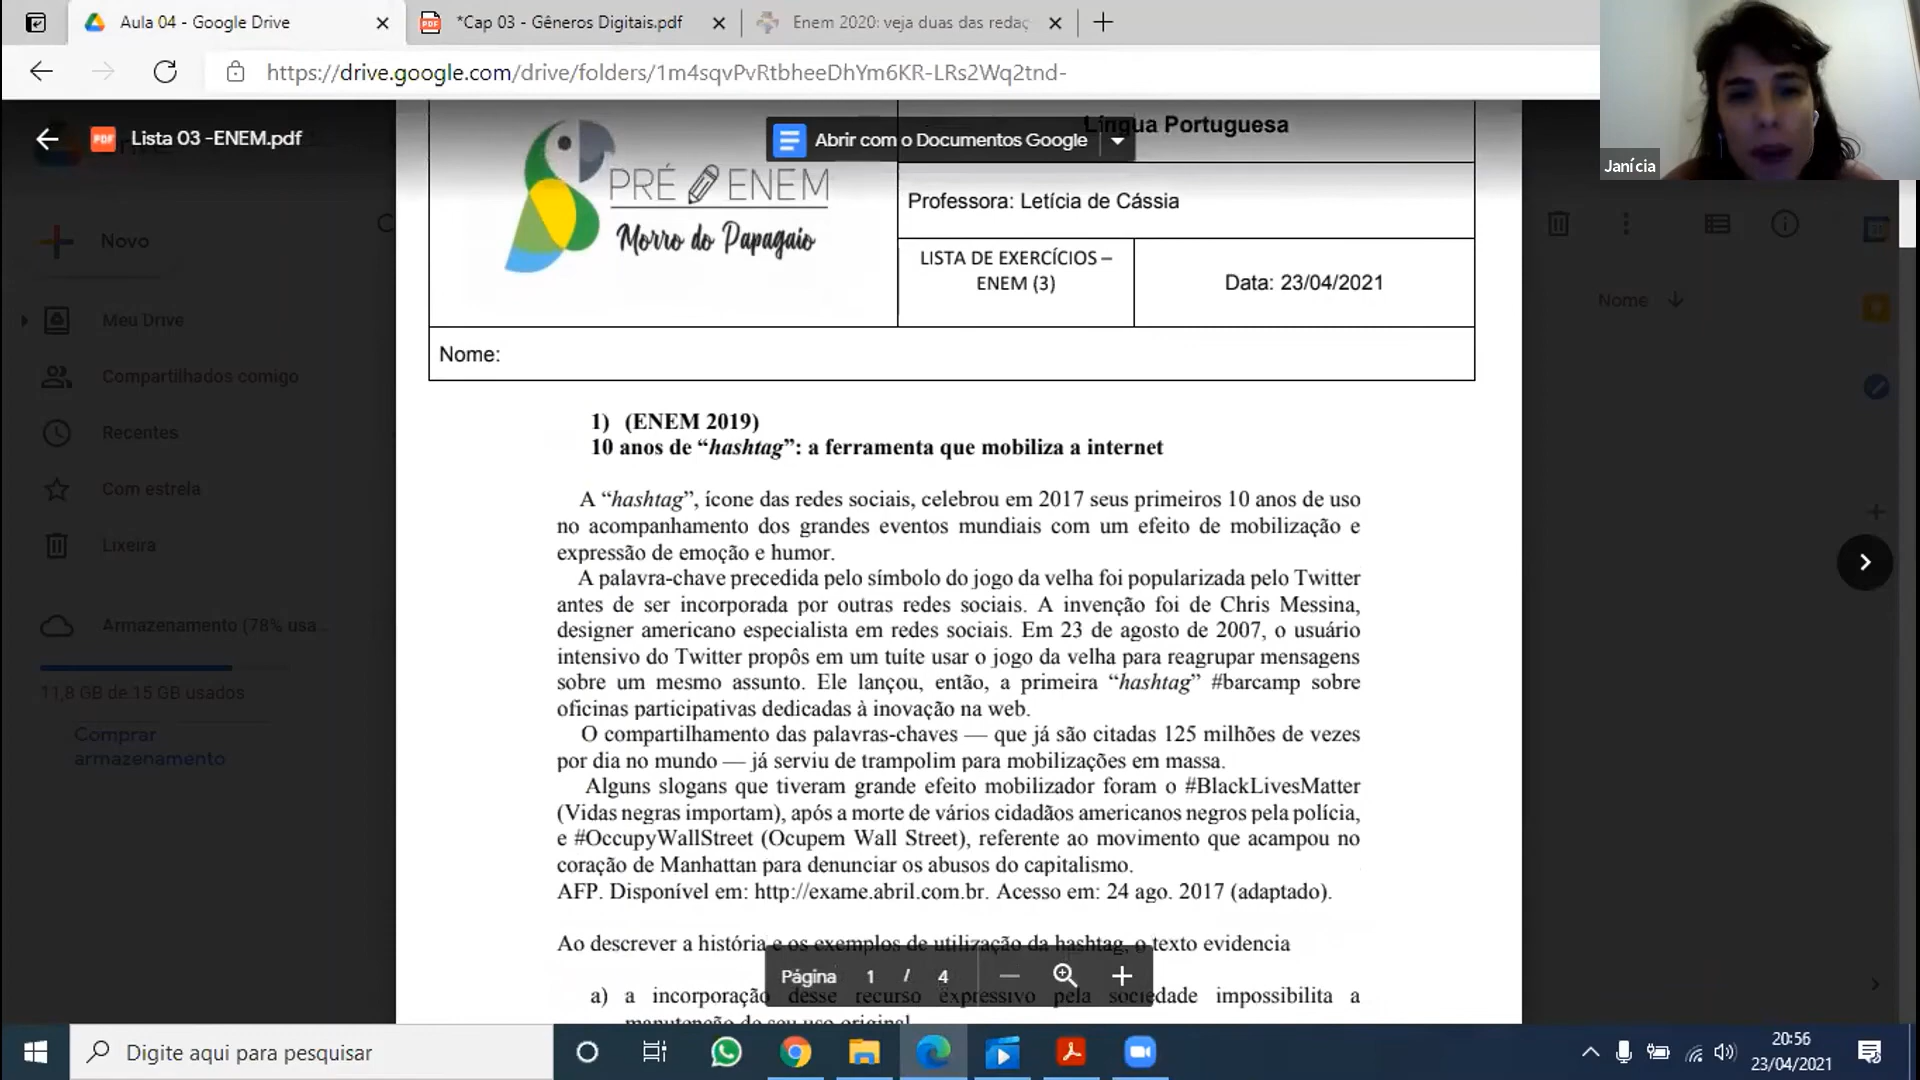 Aula 04 - Google Drive
*Cap 03 - Gêneros Digitais.pdf
Enem 2020: veja duas das redaç
https://drive.google.com/drive/folders/1m4sqvPvRtbheeDhYm6KR-LRs2Wq2tnd-
Janícia
Lista 03 -ENEM.pdf
Abrir com o Documentos Google
Língua Portuguesa
PRÉ ENEM
Morro do Papagaio
Professora: Letícia de Cássia
LISTA DE EXERCÍCIOS –
ENEM (3)
Data: 23/04/2021
Nome:
Novo
Meu Drive
Compartilhados comigo
Recentes
Com estrela
Lixeira
Armazenamento (78% usa...
11,8 GB de 15 GB usados
Comprar
armazenamento
Nome
1) (ENEM 2019)
10 anos de “hashtag”: a ferramenta que mobiliza a internet
A “hashtag”, ícone das redes sociais, celebrou em 2017 seus primeiros 10 anos de uso
no acompanhamento dos grandes eventos mundiais com um efeito de mobilização e
expressão de emoção e humor.
A palavra-chave precedida pelo símbolo do jogo da velha foi popularizada pelo Twitter
antes de ser incorporada por outras redes sociais. A invenção foi de Chris Messina,
designer americano especialista em redes sociais. Em 23 de agosto de 2007, o usuário
intensivo do Twitter propôs em um tuíte usar o jogo da velha para reagrupar mensagens
sobre um mesmo assunto. Ele lançou, então, a primeira “hashtag” #barcamp sobre
oficinas participativas dedicadas à inovação na web.
O compartilhamento das palavras-chaves — que já são citadas 125 milhões de vezes
por dia no mundo — já serviu de trampolim para mobilizações em massa.
Alguns slogans que tiveram grande efeito mobilizador foram o #BlackLivesMatter
(Vidas negras importam), após a morte de vários cidadãos americanos negros pela polícia,
e #OccupyWallStreet (Ocupem Wall Street), referente ao movimento que acampou no
coração de Manhattan para denunciar os abusos do capitalismo.
AFP. Disponível em: http://exame.abril.com.br. Acesso em: 24 ago. 2017 (adaptado).
Ao descrever a história e os exemplos de utilização da hashtag, o texto evidencia
Página 1 / 4
a) a incorporação desse recurso expressivo pela sociedade impossibilita a
manutenção de seu uso original
Digite aqui para pesquisar
20:56
23/04/2021